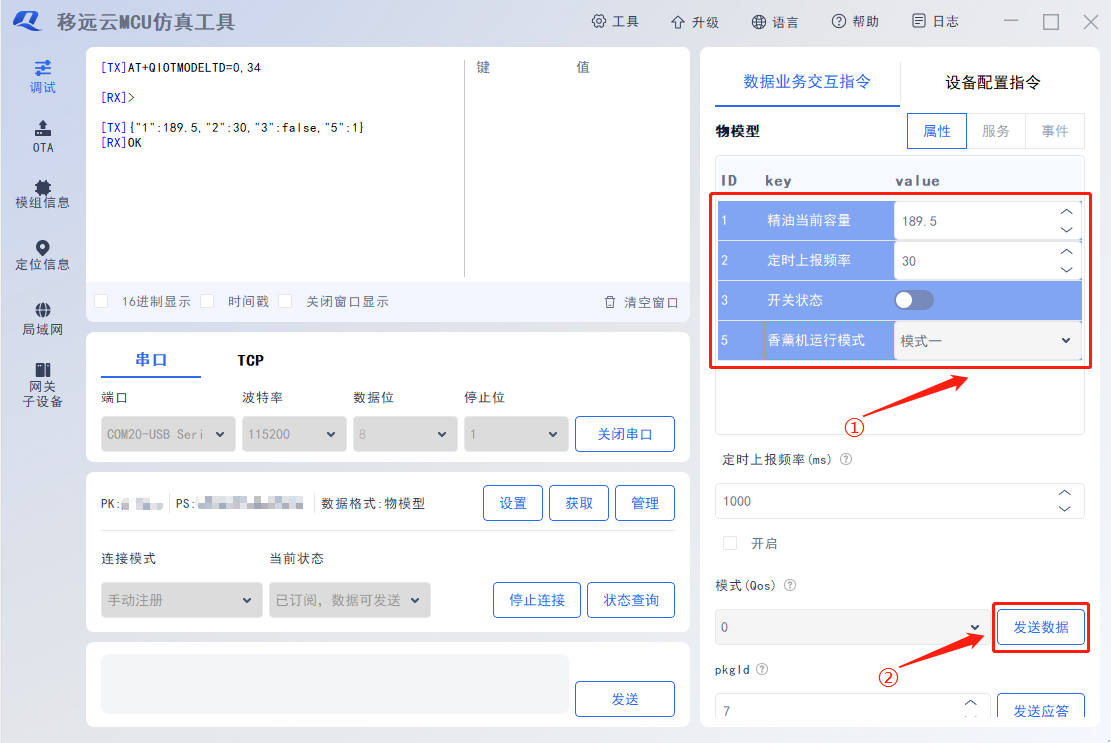 移远云MCU仿真工具
工具
升级
语言
帮助
日志
调试
OTA
模组信息
定位信息
局域网
网关
子设备
[TX]AT+QIOTMODELTD=0,34
[RX]>
[TX]{"1":189.5,"2":30,"3":false,"5":1}
[RX]OK
键
值
16进制显示
时间戳
关闭窗口显示
清空窗口
串口
TCP
端口
波特率
数据位
停止位
COM20-USB Seri
115200
8
1
关闭串口
PK:
PS:
数据格式:物模型
设置
获取
管理
连接模式
当前状态
手动注册
已订阅, 数据可发送
停止连接
状态查询
发送
数据业务交互指令
设备配置指令
物模型
属性
服务
事件
ID key value
1 精油当前容量 189.5
2 定时上报频率 30
3 开关状态
5 香薰机运行模式 模式一
①
定时上报频率(ms)
1000
开启
模式(Qos)
0
发送数据
②
pkgId
7
发送应答